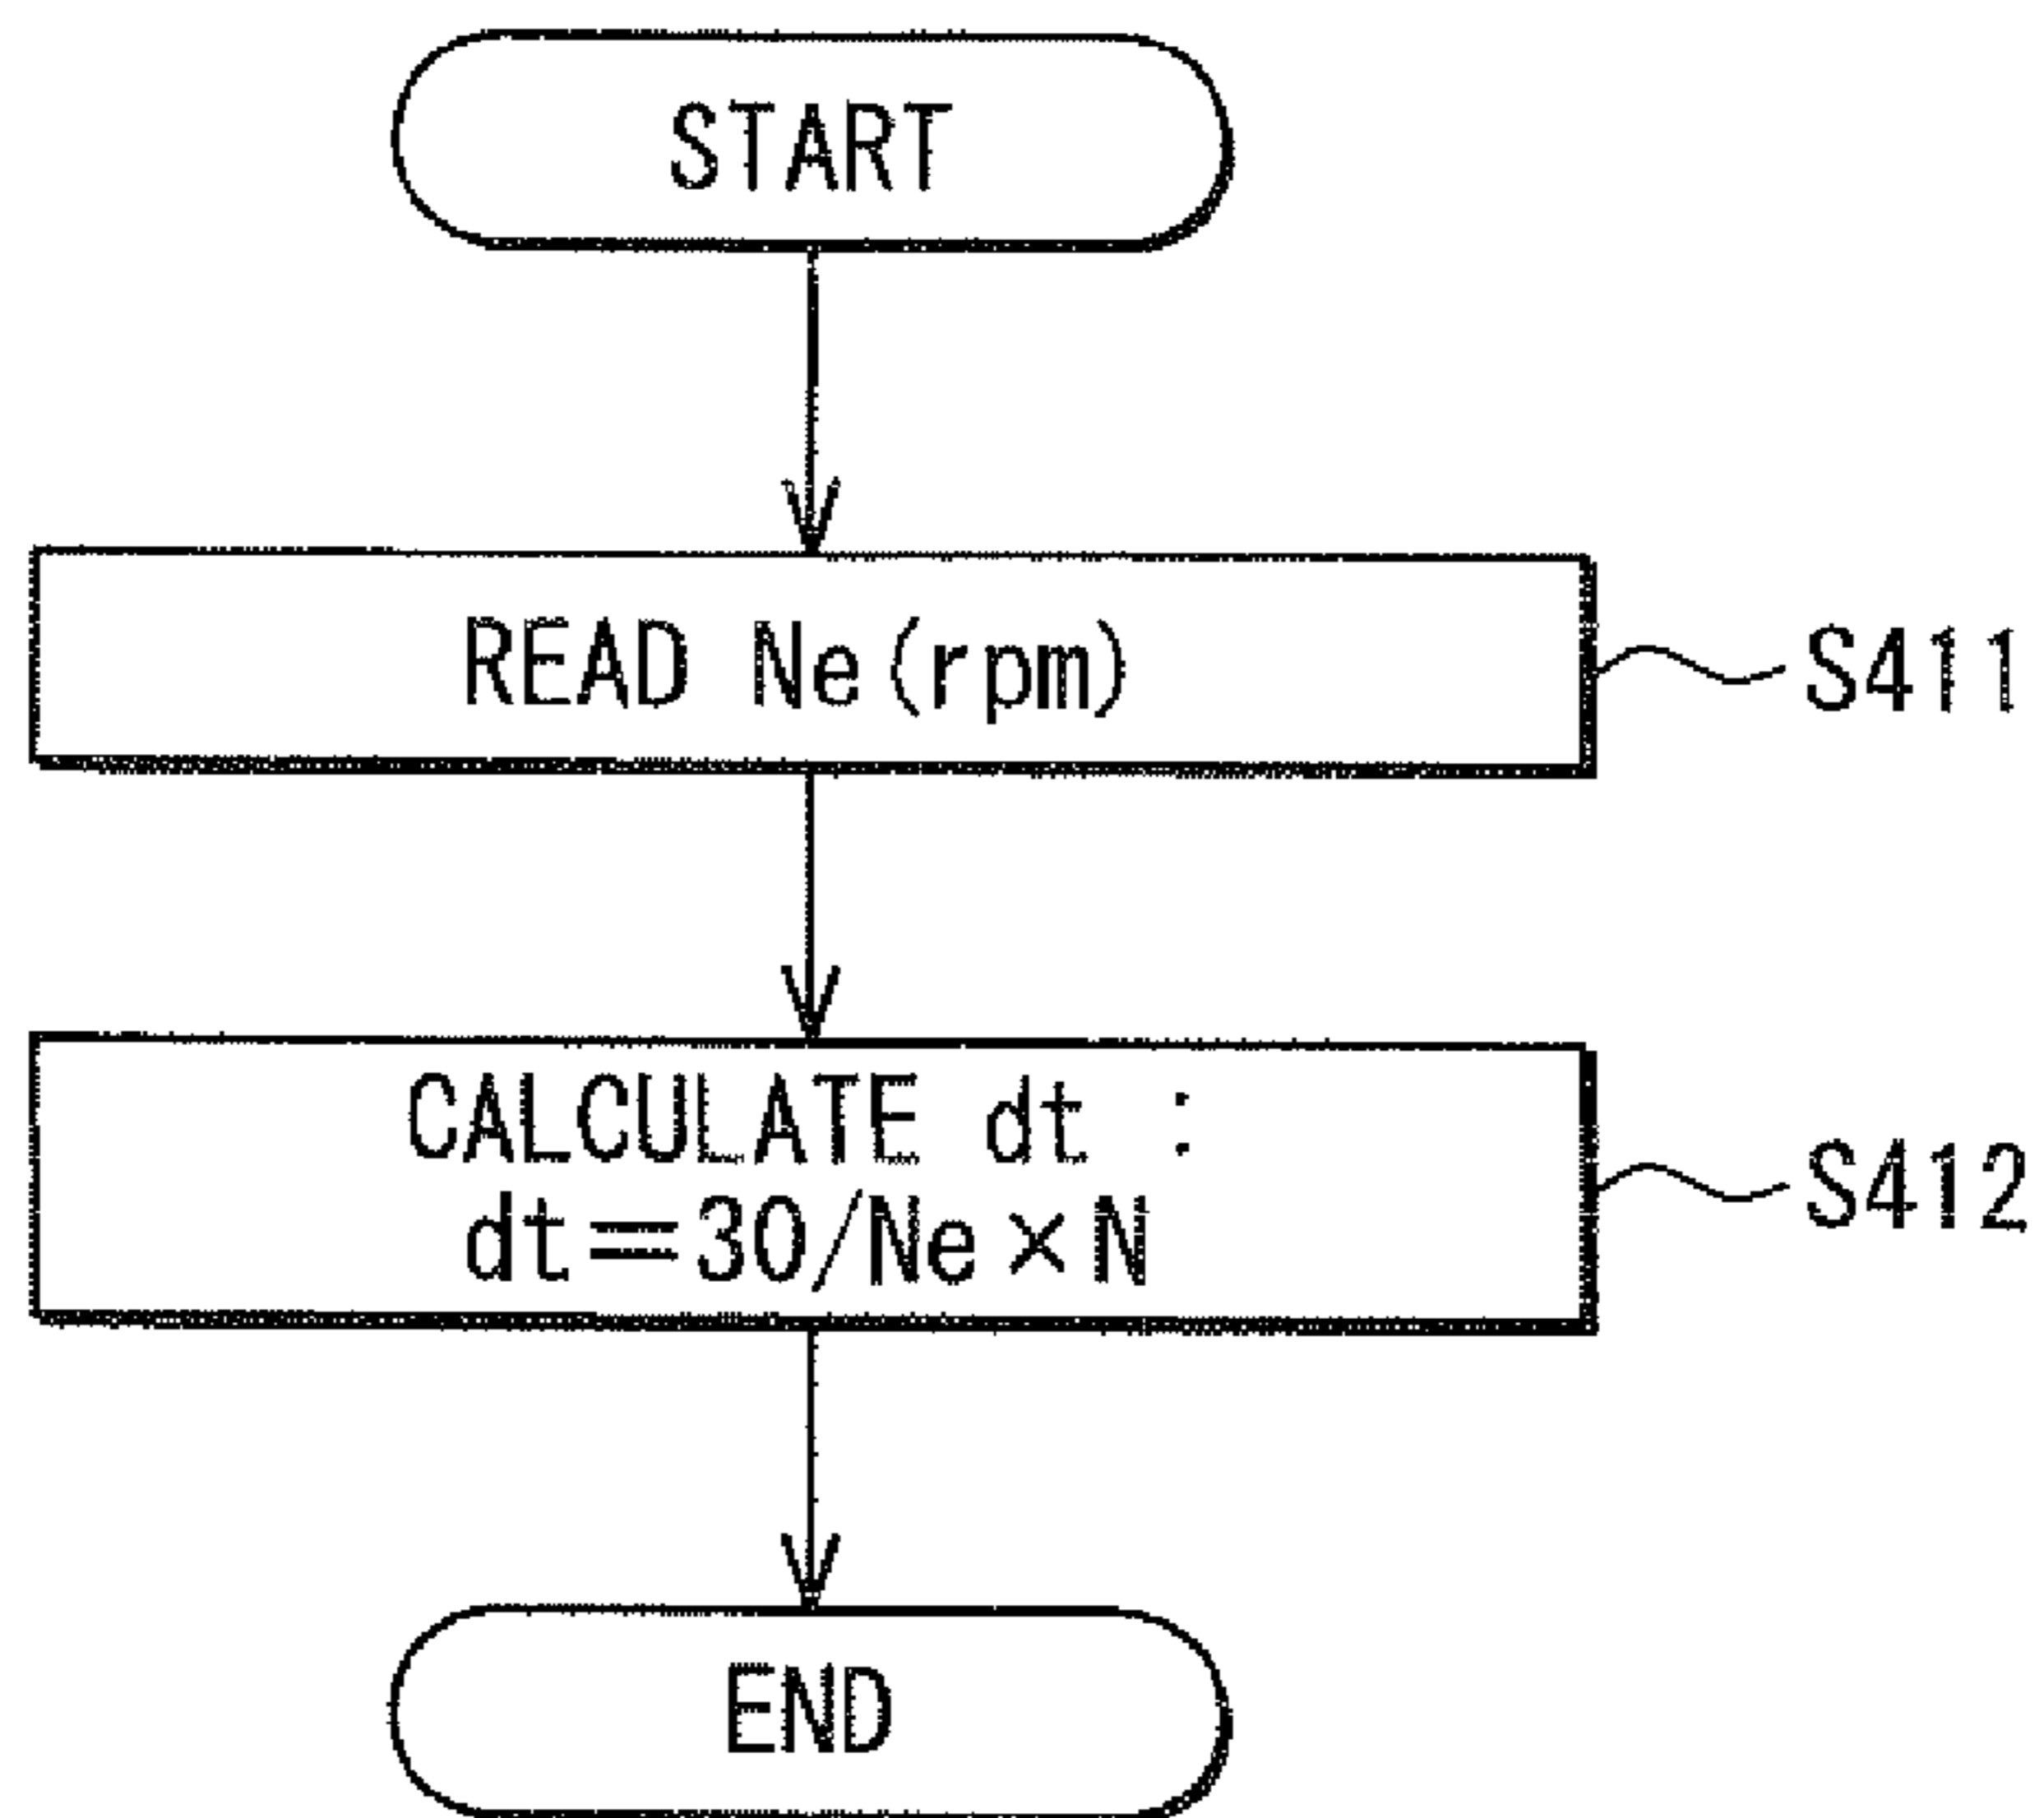 START
READ Ne(rpm)
S411
CALCULATE dt :
dt=30/Ne×N
S412
END